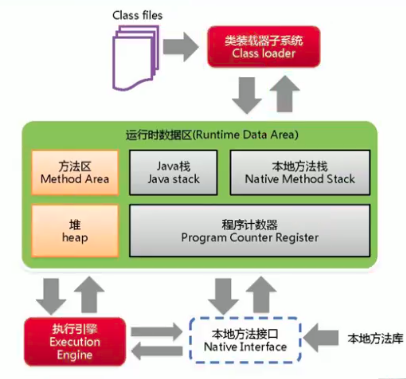 Class files
类装载器子系统
Class loader
运行时数据区(Runtime Data Area)
方法区
Method Area
Java栈
Java stack
本地方法栈
Native Method Stack
堆
heap
程序计数器
Program Counter Register
执行引擎
Execution
Engine
本地方法接口
Native Interface
本地方法库